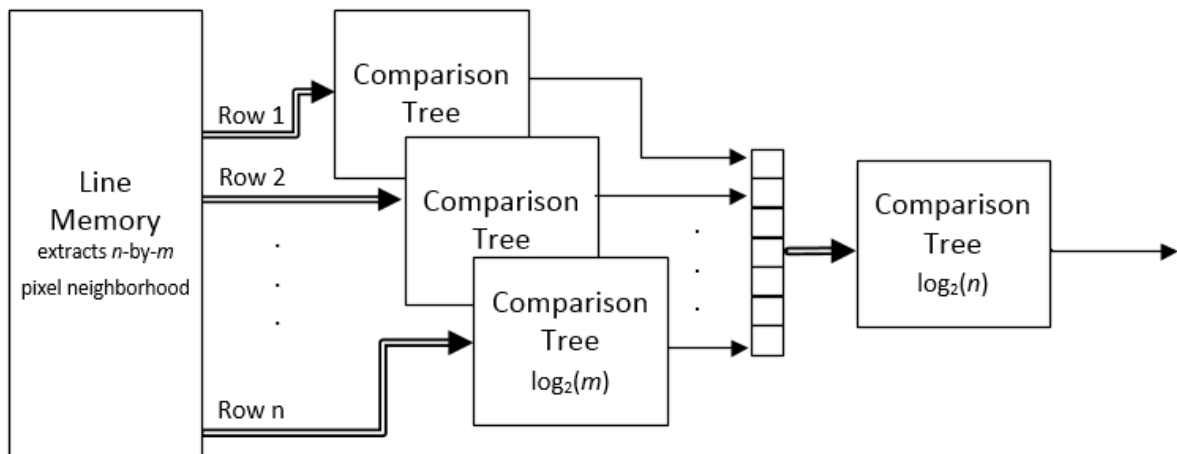 Line
Memory
extracts n-by-m
pixel neighborhood
Row 1
Row 2
Row n
Comparison
Tree
Comparison
Tree
Comparison
Tree
log₂(m)
Comparison
Tree
log₂(n)